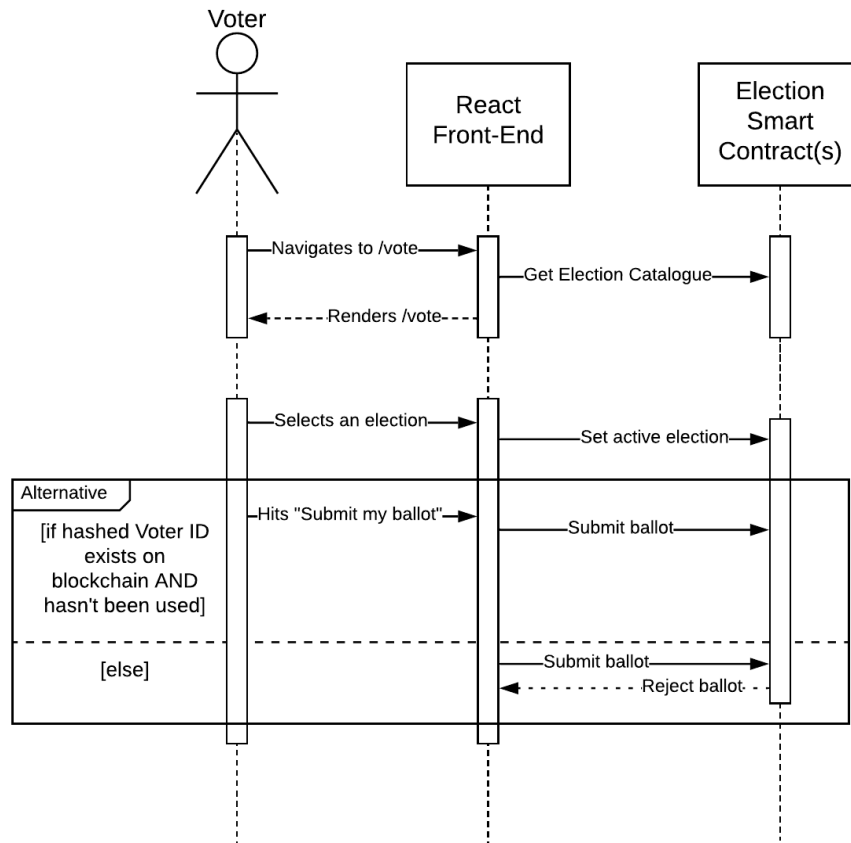 Voter
React
Front-End
Election
Smart
Contract(s)
Navigates to /vote
Get Election Catalogue
Renders /vote
Selects an election
Set active election
Alternative
[if hashed Voter ID
exists on
blockchain AND
hasn't been used]
Hits "Submit my ballot"
Submit ballot
[else]
Submit ballot
Reject ballot